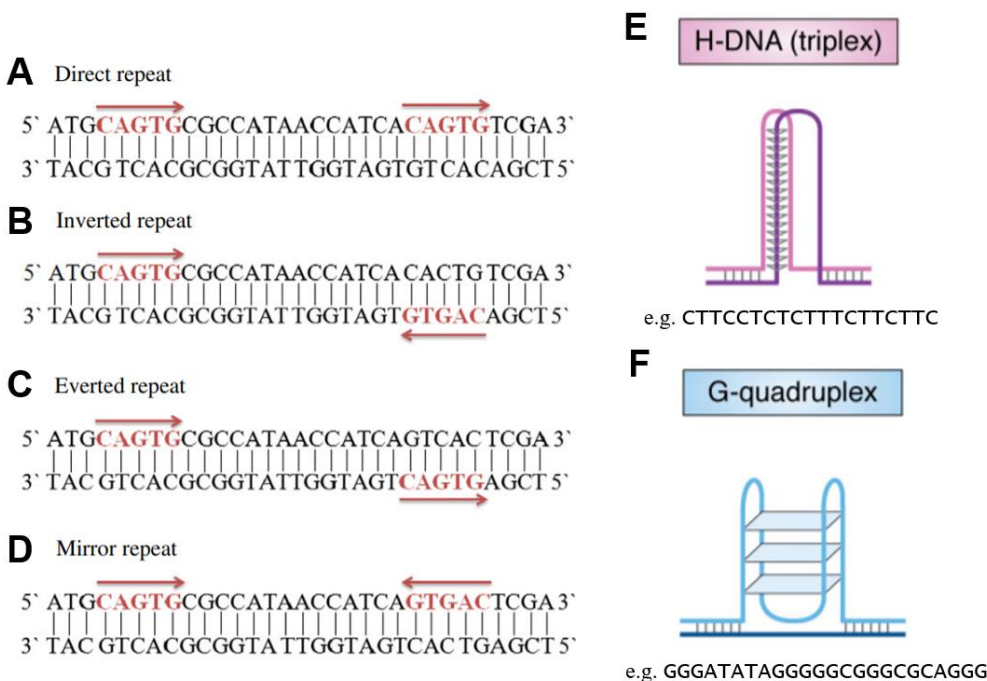 A Direct repeat
5` ATGCAGTGCGCCATAACCATCACAGTGTCGA 3`
3` TACGTCACGCGGTATTGGTAGTGTCACAGCT 5`
B Inverted repeat
5` ATGCAGTGCGCCATAACCATCACACTGTCGA 3`
3` TACGTCACGCGGTATTGGTAGTGTGACAGCT 5`
C Everted repeat
5` ATGCAGTGCGCCATAACCATCAGTCACTCGA 3`
3` TACGTCACGCGGTATTGGTAGTCAGTGAGCT 5`
D Mirror repeat
5` ATGCAGTGCGCCATAACCATCAGTGACTCGA 3`
3` TACGTCACGCGGTATTGGTAGTCACTGAGCT 5`
E H-DNA (triplex)
e.g. CTTCCTCTCTTTCTTCTTC
F G-quadruplex
e.g. GGGATATAGGGGGCGGGCGCAGGG